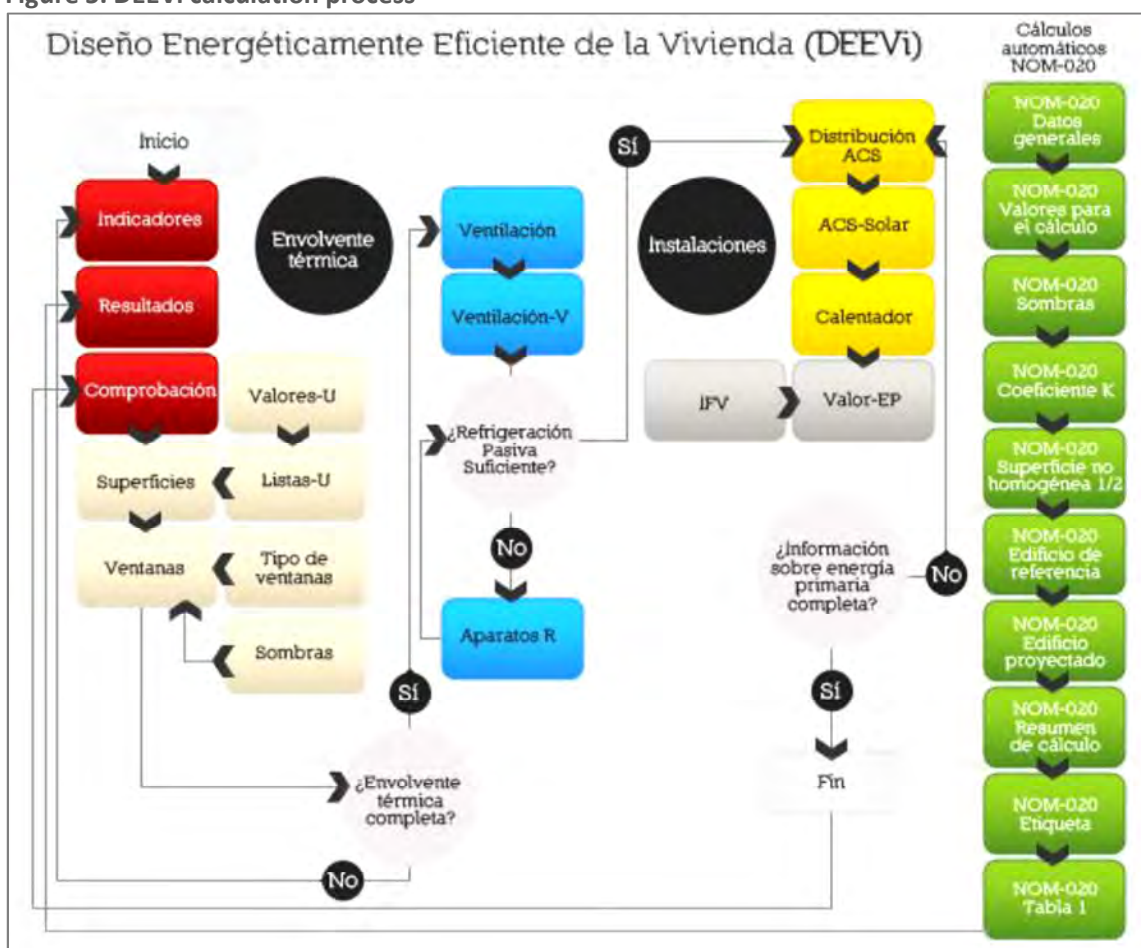 Diseño Energéticamente Eficiente de la Vivienda (DEEVi)
Inicio
Indicadores
Resultados
Comprobación
Superficies
Ventanas
Valores-U
Listas-U
Tipo de
ventanas
Sombras
Envolvente
térmica
¿Envolvente
térmica
completa?
No
Sí
Ventilación
Ventilación-V
¿Refrigeración
Pasiva
Suficiente?
No
Aparatos R
Sí
Instalaciones
Distribución
ACS
ACS-Solar
Calentador
IFV
Valor-EP
¿Información
sobre energía
primaria
completa?
No
Sí
Fin
Cálculos
automáticos
NOM-020
NOM-020
Datos
generales
NOM-020
Valores para
el cálculo
NOM-020
Sombras
NOM-020
Coeficiente K
NOM-020
Superficie no
homogénea 1/2
NOM-020
Edificio de
referencia
NOM-020
Edificio
proyectado
NOM-020
Resumen
de cálculo
NOM-020
Etiqueta
NOM-020
Tabla 1